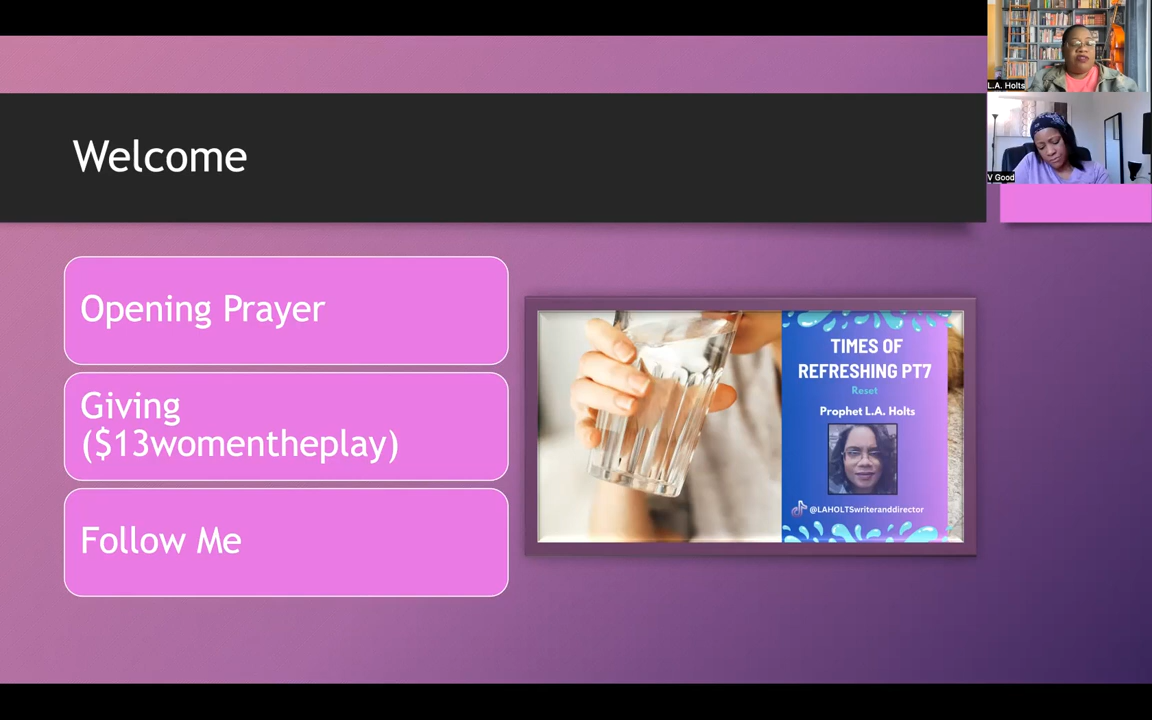 L.A. Holts
V Good
Welcome
Opening Prayer
Giving
($13womentheplay)
Follow Me
TIMES OF
REFRESHING PT7
Reset
Prophet L.A. Holts
@LAHOLTSwriteranddirector